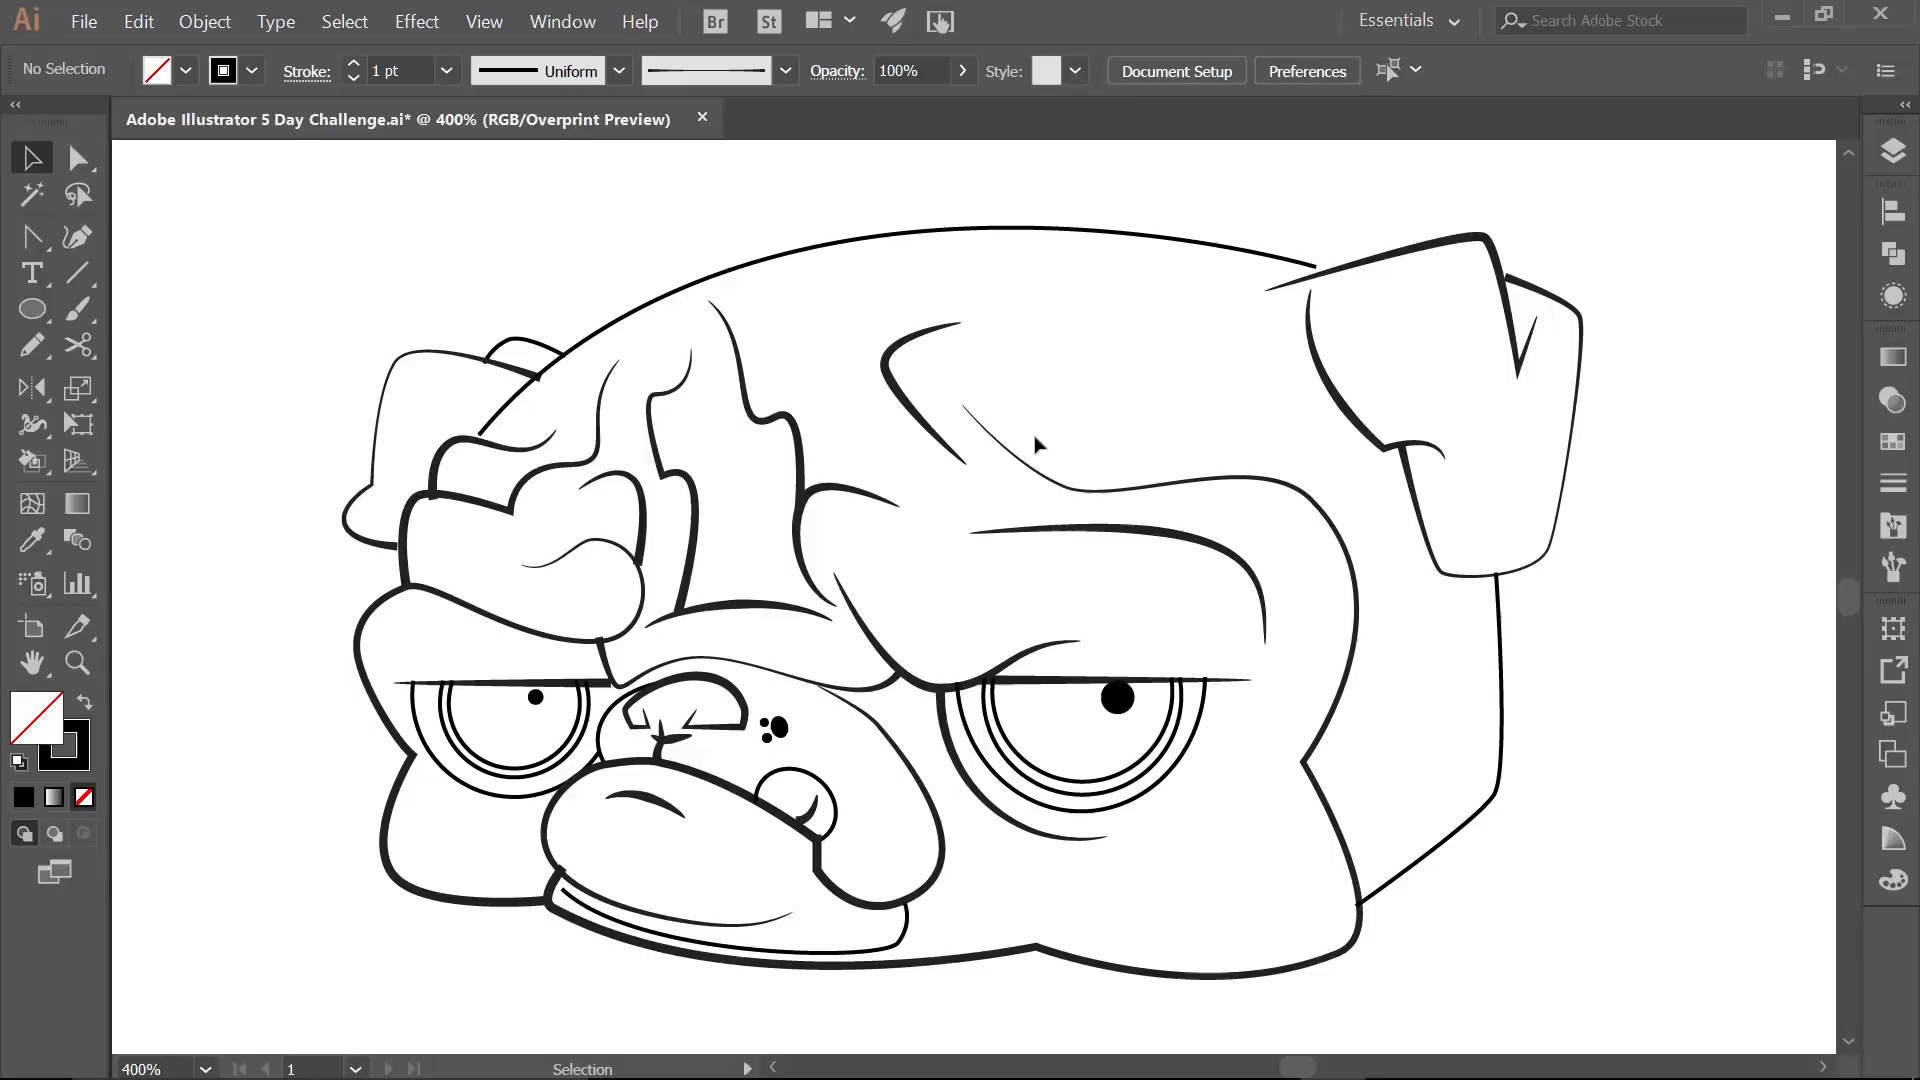 Ai File Edit Object Type Select Effect View Window Help Br St Essentials Search Adobe Stock
No Selection Stroke: 1 pt Uniform Opacity: 100% Style: Document Setup Preferences
Adobe Illustrator 5 Day Challenge.ai* @ 400% (RGB/Overprint Preview)
400% 1 Selection